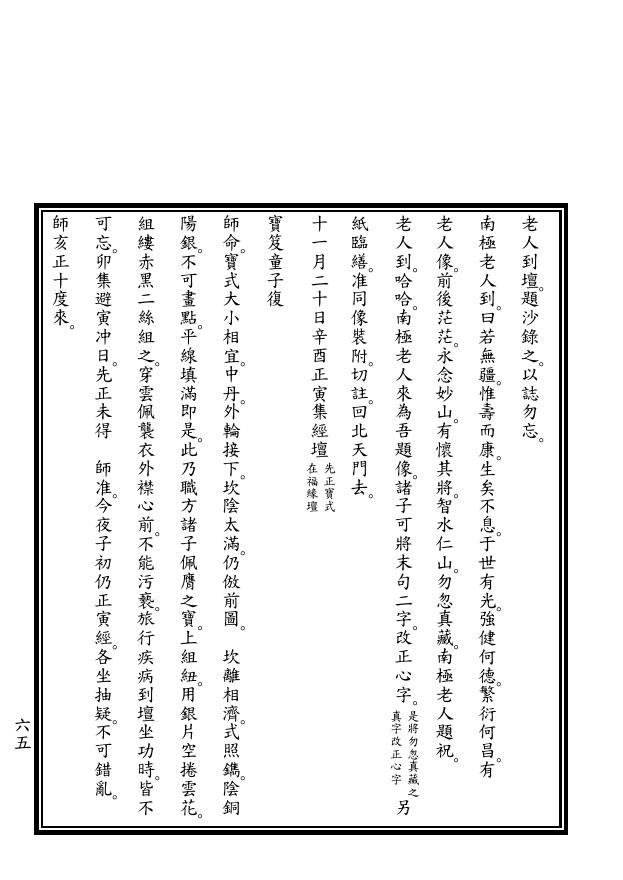 老人到壇。題沙錄之。以誌勿忘。
南極老人到。曰若無疆。惟壽而康。生矣不息。于世有光。強健何德。繁衍何昌。有
老人像。前後茫茫。永念妙山。有懷其將。智水仁山。勿忽真藏。南極老人題祝。
老人到。哈哈。南極老人來為吾題像。諸子可將末句二字。改正心字。是將勿忽真藏之真字改正心字另
紙臨繕。准同像裝附。切註。回北天門去。
十一月二十日辛酉正寅集經壇先正寶式在福緣壇
寶笈童子復
師命。寶式大小相宜。中丹。外輪接下。坎陰太滿。仍倣前圖。 坎離相濟。式照鐫。陰銅
陽銀。不可畫點。平線填滿即是。此乃職方諸子佩膺之寶。上組紐。用銀片空捲雲花。
組縷赤黑二絲組之。穿雲佩襲衣外襟心前。不能污褻。旅行疾病到壇坐功時。皆不
可忘。卯集避寅冲日。先正未得 師准。今夜子初仍正寅經。各坐抽疑。不可錯亂。
師亥正十度來。
六五